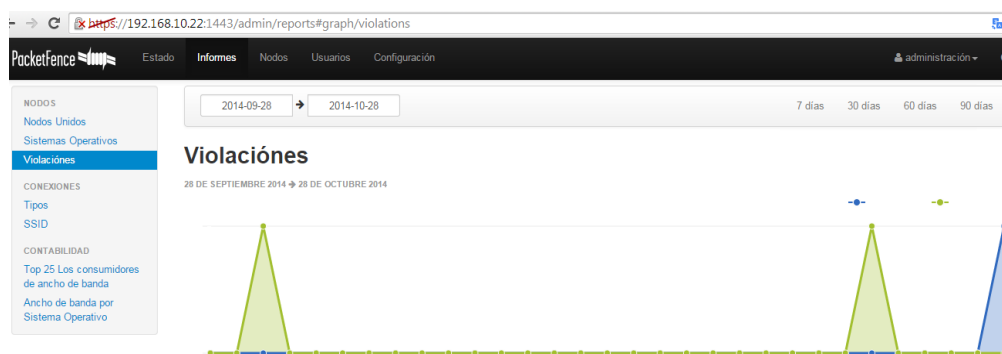 https://192.168.10.22:1443/admin/reports#graph/violations
PacketFence
Estado Informes Nodos Usuarios Configuración administración
NODOS
Nodos Unidos
Sistemas Operativos
Violaciónes
CONEXIONES
Tipos
SSID
CONTABILIDAD
Top 25 Los consumidores
de ancho de banda
Ancho de banda por
Sistema Operativo
2014-09-28 2014-10-28 7 días 30 días 60 días 90 días
Violaciónes
28 DE SEPTIEMBRE 2014 28 DE OCTUBRE 2014